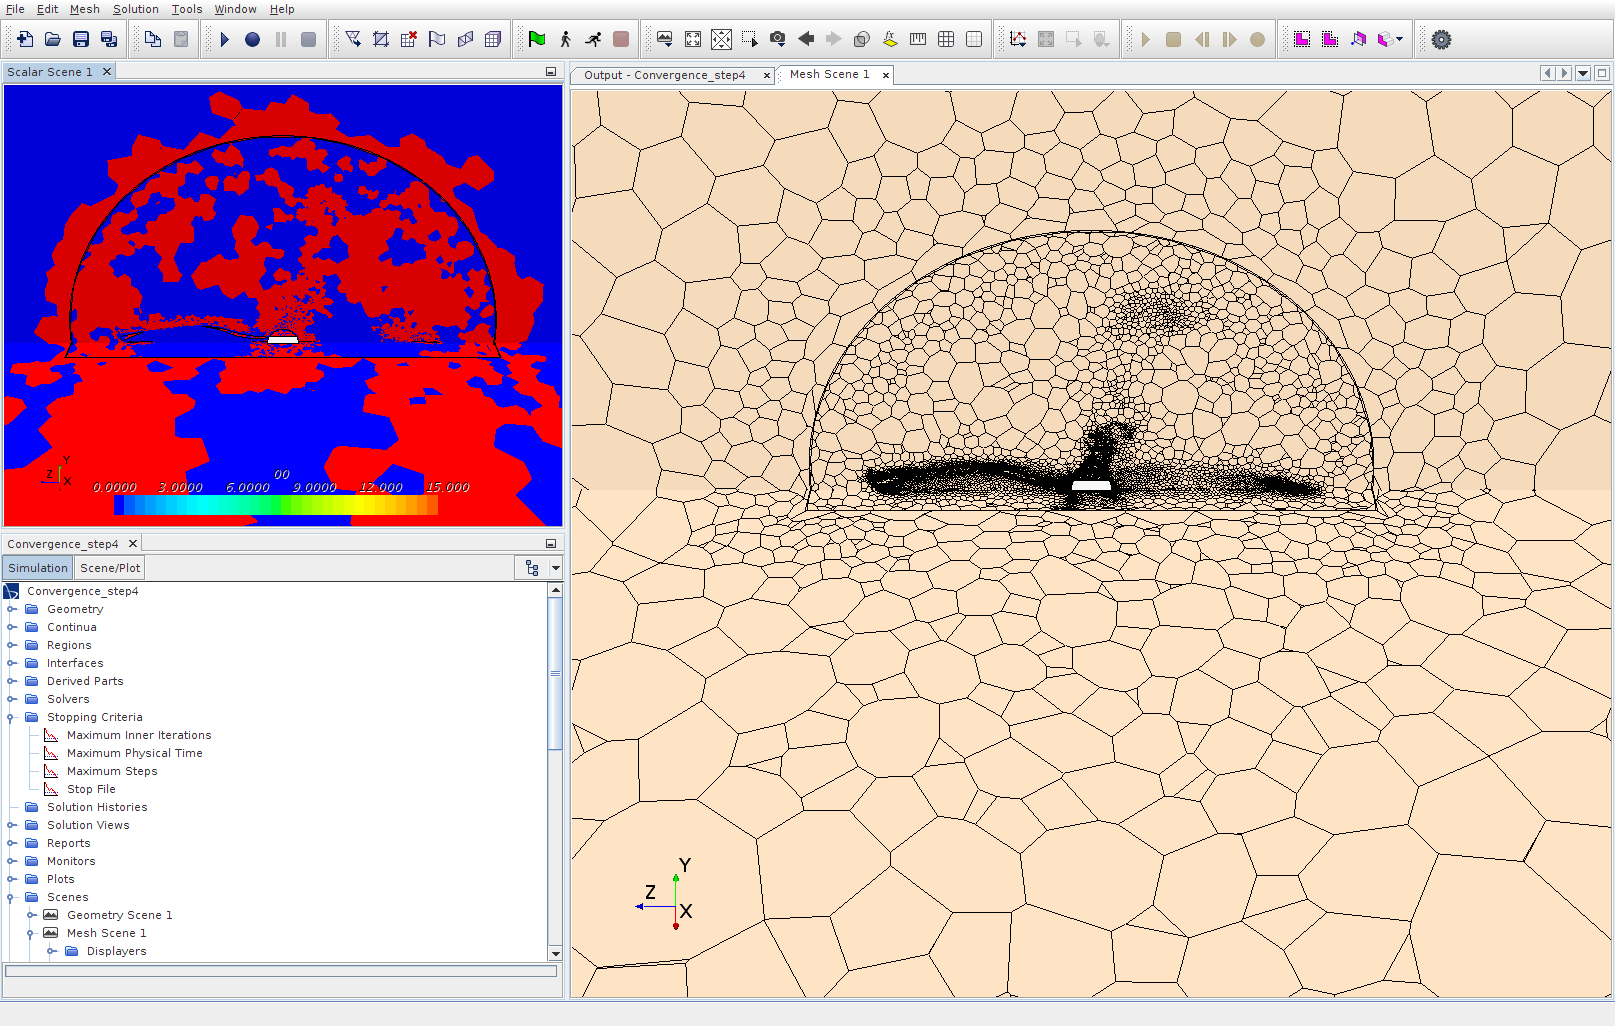 File Edit Mesh Solution Tools Window Help
Scalar Scene 1
Output - Convergence_step4 Mesh Scene 1
Y
Z
X
00
0.0000 3.0000 6.0000 9.0000 12.000 15.000
Convergence_step4
Simulation Scene/Plot
Convergence_step4
Geometry
Continua
Regions
Interfaces
Derived Parts
Solvers
Stopping Criteria
Maximum Inner Iterations
Maximum Physical Time
Maximum Steps
Stop File
Solution Histories
Solution Views
Reports
Monitors
Plots
Scenes
Geometry Scene 1
Mesh Scene 1
Displayers
Y
Z
X